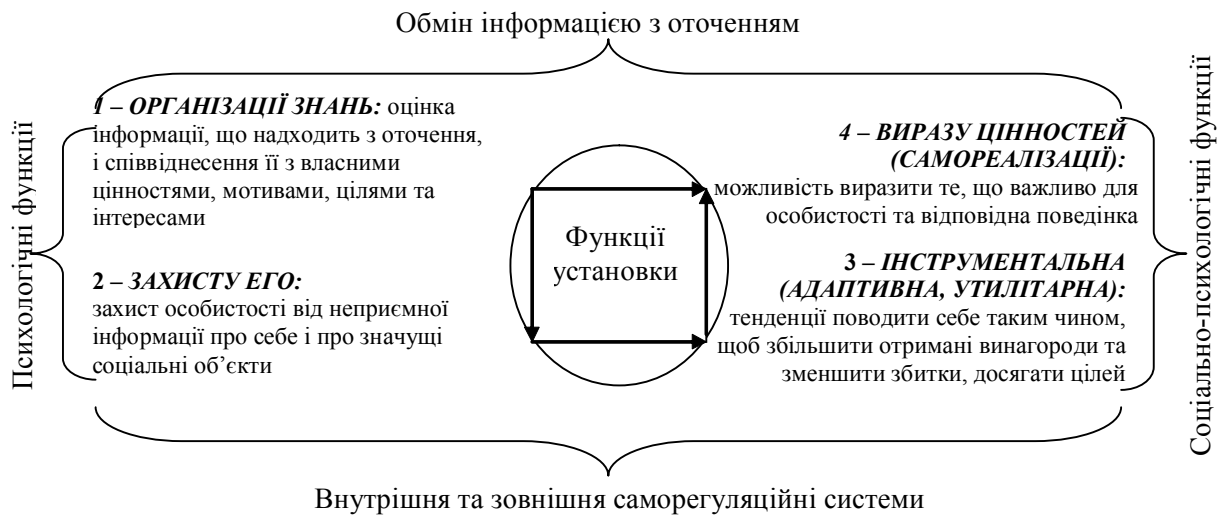 Обмін інформацією з оточенням
Психологічні функції
1 – ОРГАНІЗАЦІЇ ЗНАНЬ: оцінка
інформації, що надходить з оточення,
і співвіднесення її з власними
цінностями, мотивами, цілями та
інтересами
2 – ЗАХИСТУ ЕГО:
захист особистості від неприємної
інформації про себе і про значущі
соціальні об’єкти
Функції
установки
4 – ВИРАЗУ ЦІННОСТЕЙ
(САМОРЕАЛІЗАЦІЇ):
можливість виразити те, що важливо для
особистості та відповідна поведінка
3 – ІНСТРУМЕНТАЛЬНА
(АДАПТИВНА, УТИЛІТАРНА):
тенденції поводити себе таким чином,
щоб збільшити отримані винагороди та
зменшити збитки, досягати цілей
Соціально-психологічні функції
Внутрішня та зовнішня саморегуляційні системи